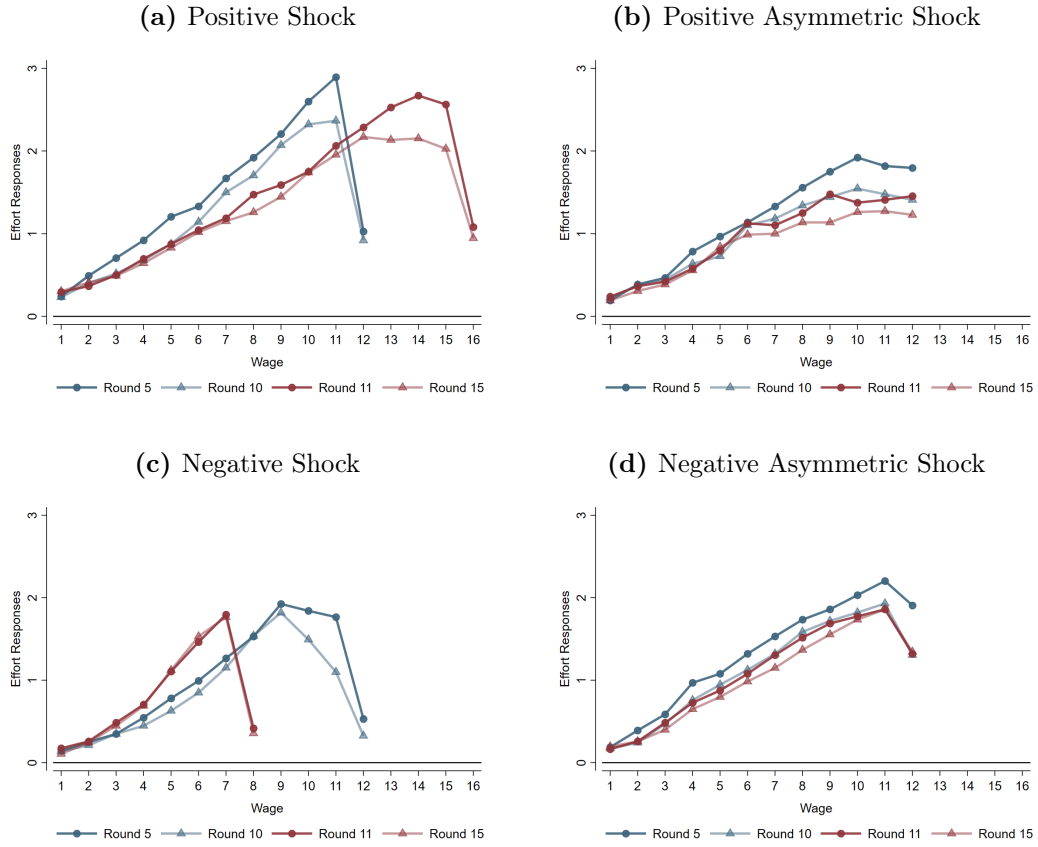 (a) Positive Shock
3
2
1
0
Effort Responses
1 2 3 4 5 6 7 8 9 10 11 12 13 14 15 16
Wage
Round 5 Round 10 Round 11 Round 15
(b) Positive Asymmetric Shock
3
2
1
0
Effort Responses
1 2 3 4 5 6 7 8 9 10 11 12 13 14 15 16
Wage
Round 5 Round 10 Round 11 Round 15
(c) Negative Shock
3
2
1
0
Effort Responses
1 2 3 4 5 6 7 8 9 10 11 12 13 14 15 16
Wage
Round 5 Round 10 Round 11 Round 15
(d) Negative Asymmetric Shock
3
2
1
0
Effort Responses
1 2 3 4 5 6 7 8 9 10 11 12 13 14 15 16
Wage
Round 5 Round 10 Round 11 Round 15